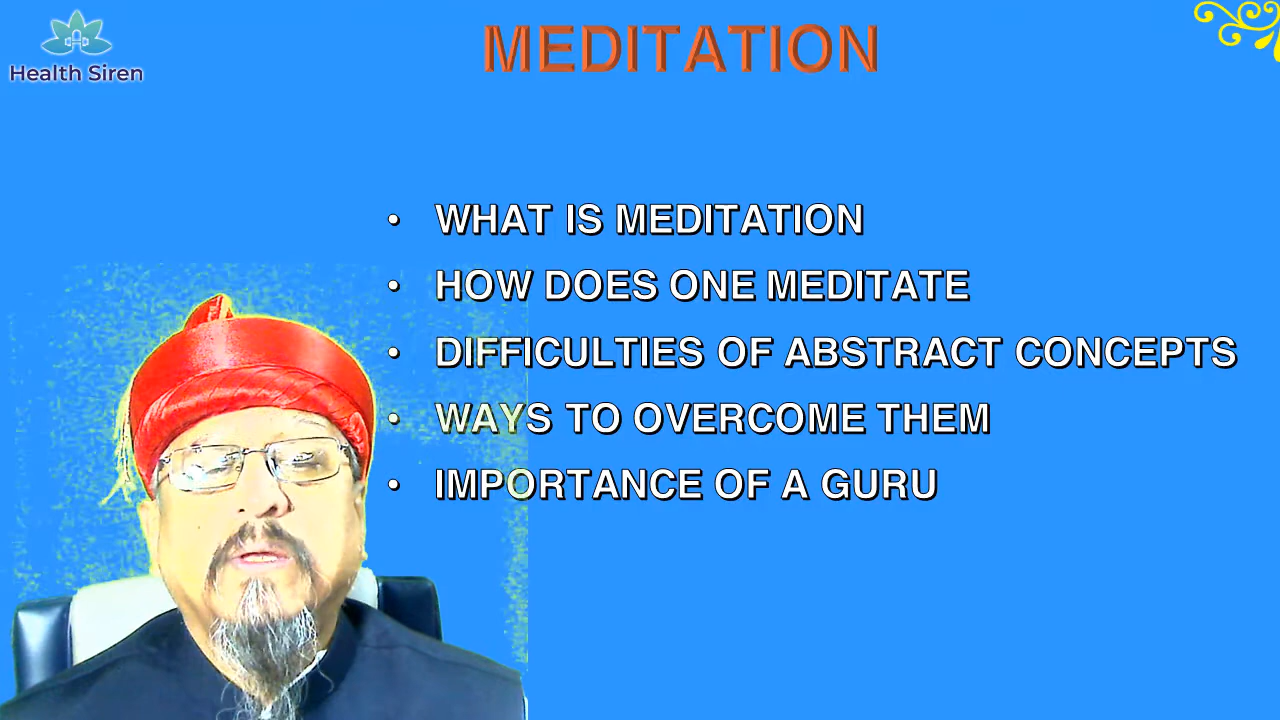 Health Siren
MEDITATION
• WHAT IS MEDITATION
• HOW DOES ONE MEDITATE
• DIFFICULTIES OF ABSTRACT CONCEPTS
• WAYS TO OVERCOME THEM
• IMPORTANCE OF A GURU